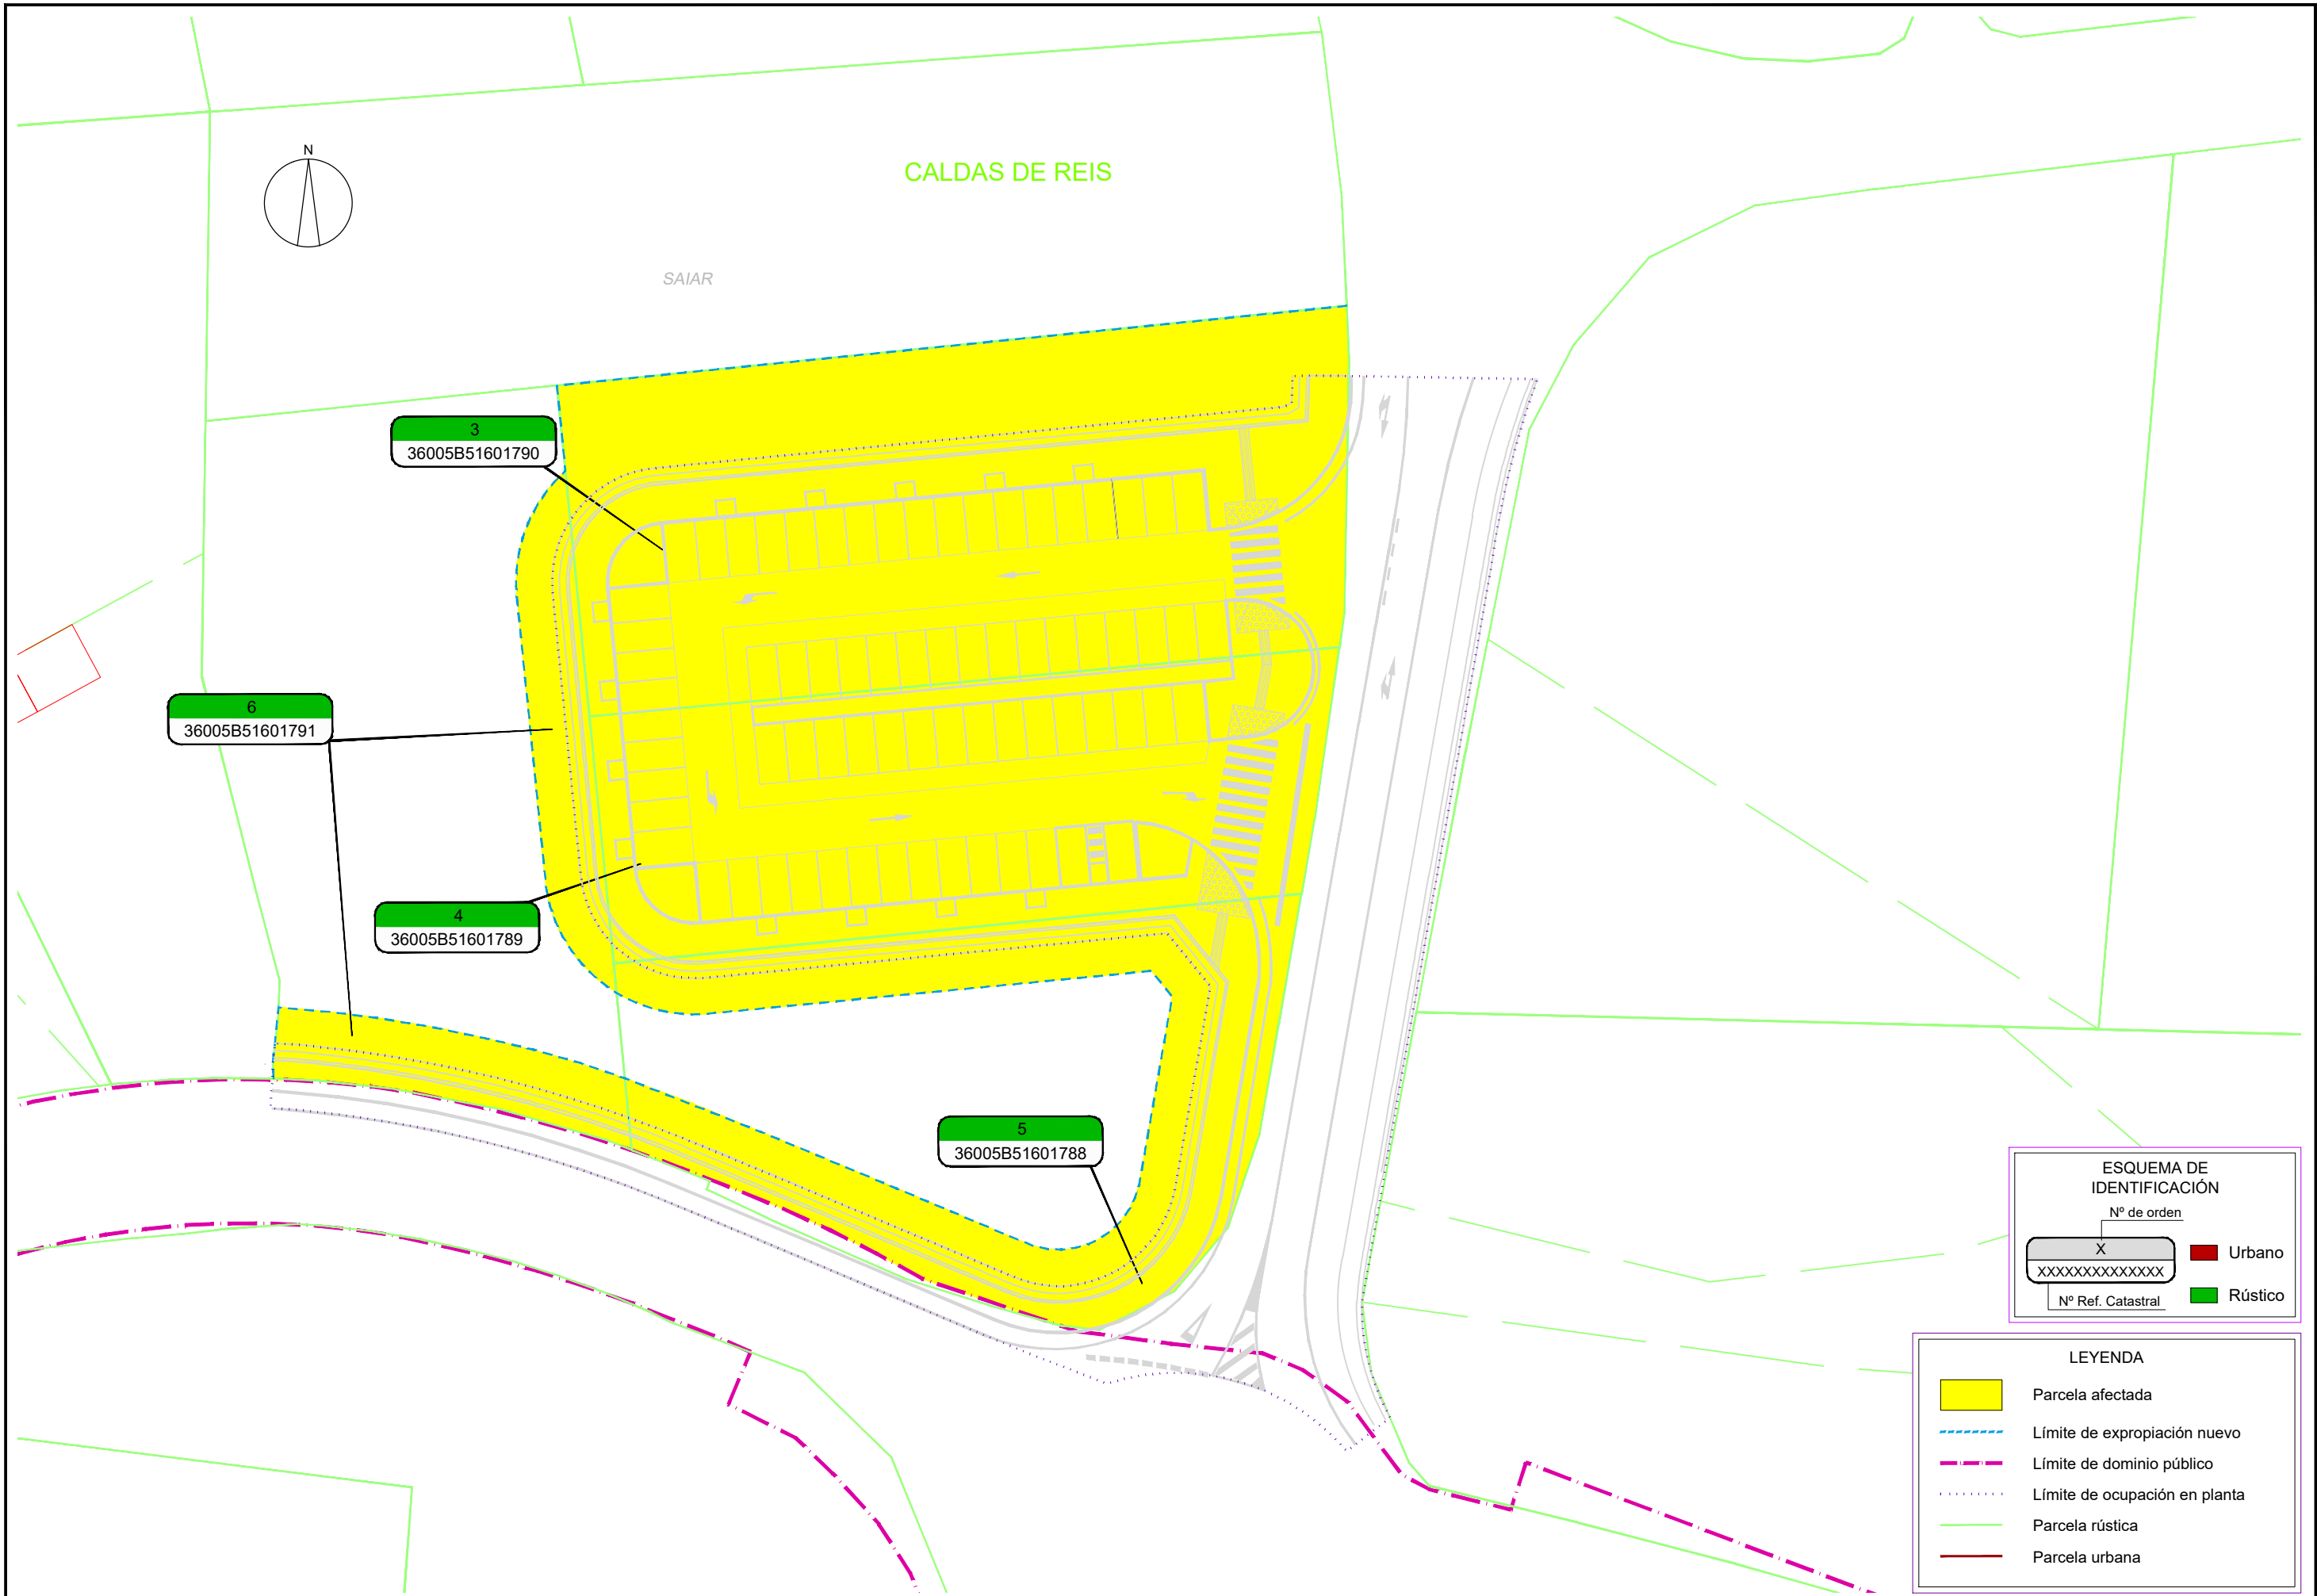 N
CALDAS DE REIS
SAIAR
3
36005B51601790
6
36005B51601791
4
36005B51601789
5
36005B51601788
ESQUEMA DE
IDENTIFICACIÓN
Nº de orden
X
XXXXXXXXXXXXXX
Nº Ref. Catastral
Urbano
Rústico
LEYENDA
Parcela afectada
Límite de expropiación nuevo
Límite de dominio público
Límite de ocupación en planta
Parcela rústica
Parcela urbana